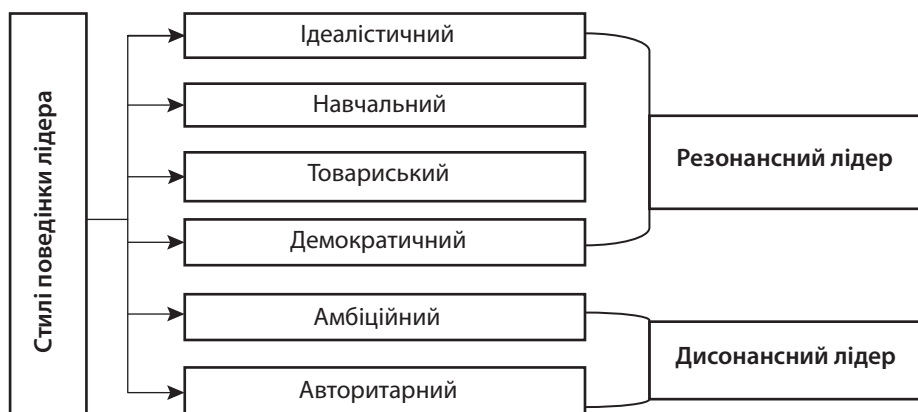 Стилі поведінки лідера
Ідеалістичний
Навчальний
Товариський
Демократичний
Амбіційний
Авторитарний
Резонансний лідер
Дисонансний лідер